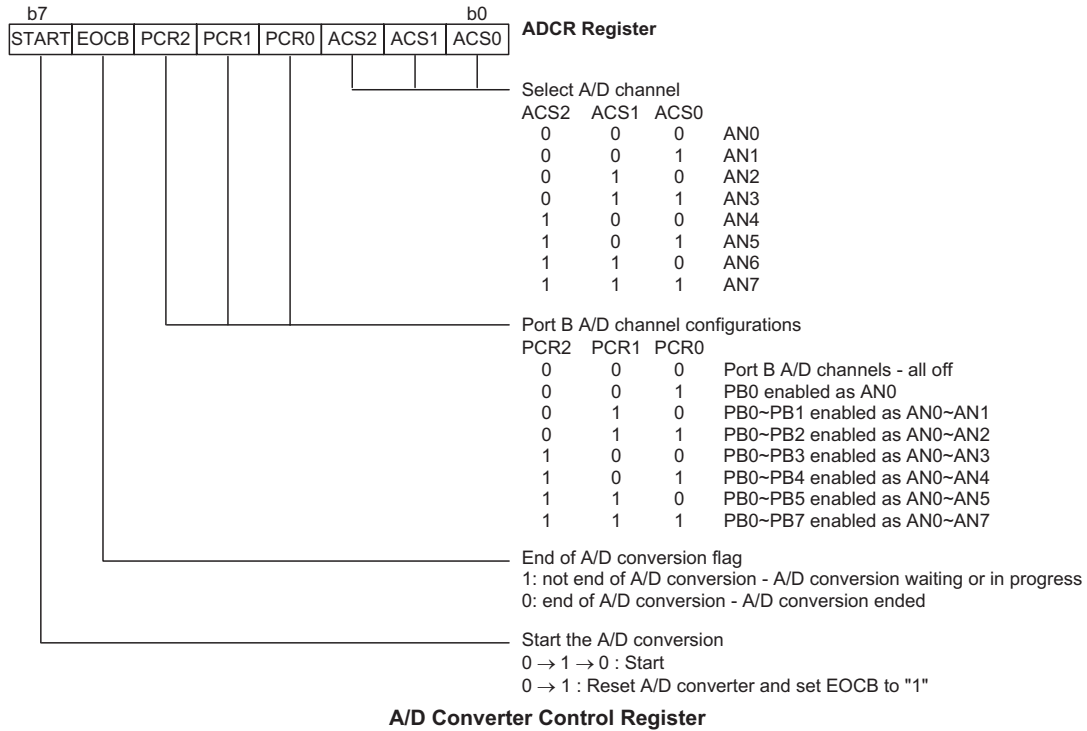 b7 b0
START EOCB PCR2 PCR1 PCR0 ACS2 ACS1 ACS0 ADCR Register
Select A/D channel
ACS2 ACS1 ACS0
0 0 0 AN0
0 0 1 AN1
0 1 0 AN2
0 1 1 AN3
1 0 0 AN4
1 0 1 AN5
1 1 0 AN6
1 1 1 AN7
Port B A/D channel configurations
PCR2 PCR1 PCR0
0 0 0 Port B A/D channels - all off
0 0 1 PB0 enabled as AN0
0 1 0 PB0~PB1 enabled as AN0~AN1
0 1 1 PB0~PB2 enabled as AN0~AN2
1 0 0 PB0~PB3 enabled as AN0~AN3
1 0 1 PB0~PB4 enabled as AN0~AN4
1 1 0 PB0~PB5 enabled as AN0~AN5
1 1 1 PB0~PB7 enabled as AN0~AN7
End of A/D conversion flag
1: not end of A/D conversion - A/D conversion waiting or in progress
0: end of A/D conversion - A/D conversion ended
Start the A/D conversion
0 → 1 → 0 : Start
0 → 1 : Reset A/D converter and set EOCB to "1"
A/D Converter Control Register